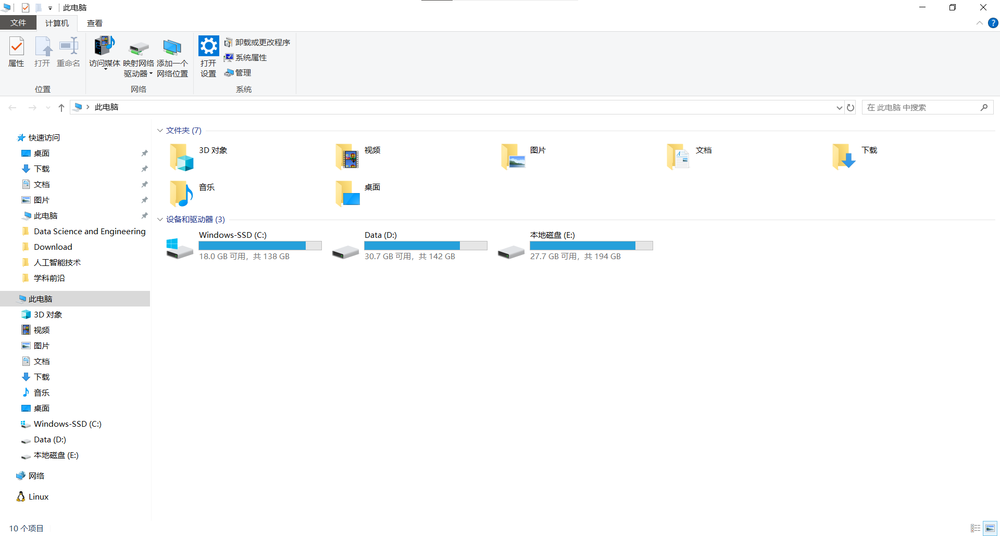 此电脑
文件 计算机 查看
属性 打开 重命名 访问媒体 映射网络 驱动器 添加一个 网络位置 打开 设置 卸载或更改程序
系统属性
管理
位置 网络 系统
此电脑 在 此电脑 中搜索
快速访问
桌面
下载
文档
图片
此电脑
Data Science and Engineering
Download
人工智能技术
学科前沿
此电脑
3D 对象
视频
图片
文档
下载
音乐
桌面
Windows-SSD (C:)
Data (D:)
本地磁盘 (E:)
网络
Linux
文件夹 (7)
3D 对象 视频 图片 文档 下载
音乐 桌面
设备和驱动器 (3)
Windows-SSD (C:) Data (D:) 本地磁盘 (E:)
18.0 GB 可用，共 138 GB 30.7 GB 可用，共 142 GB 27.7 GB 可用，共 194 GB
10 个项目